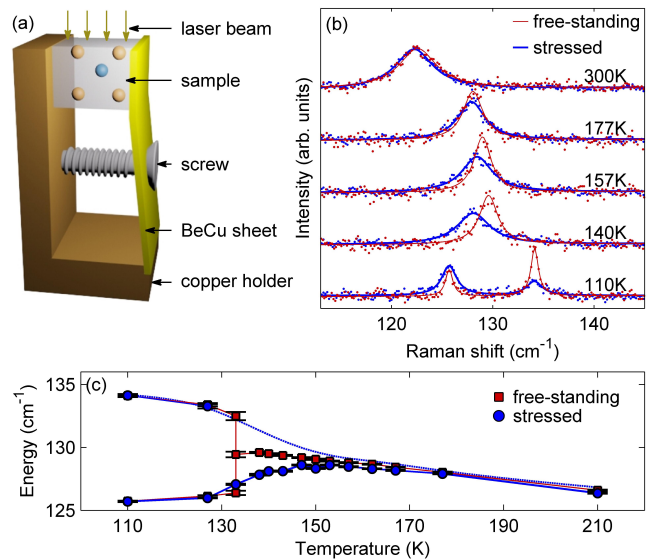 (a)
laser beam
sample
screw
BeCu sheet
copper holder
(b)
free-standing
stressed
300K
177K
157K
140K
110K
Intensity (arb. units)
120 130 140
Raman shift (cm⁻¹)
(c)
free-standing
stressed
Energy (cm⁻¹)
135
130
125
110 130 150 170 190 210
Temperature (K)